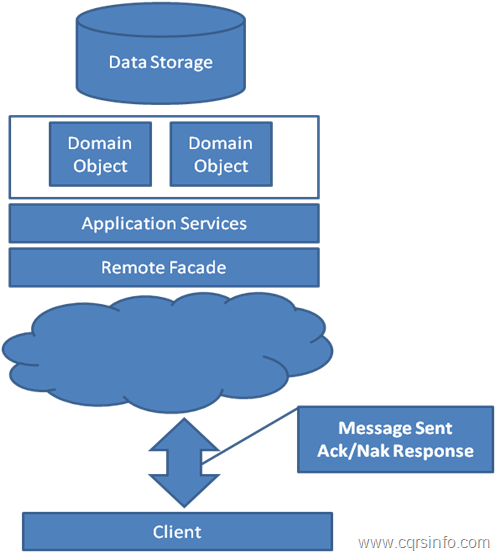 Data Storage
Domain
Object
Domain
Object
Application Services
Remote Facade
Message Sent
Ack/Nak Response
Client
www.cqrsinfo.com